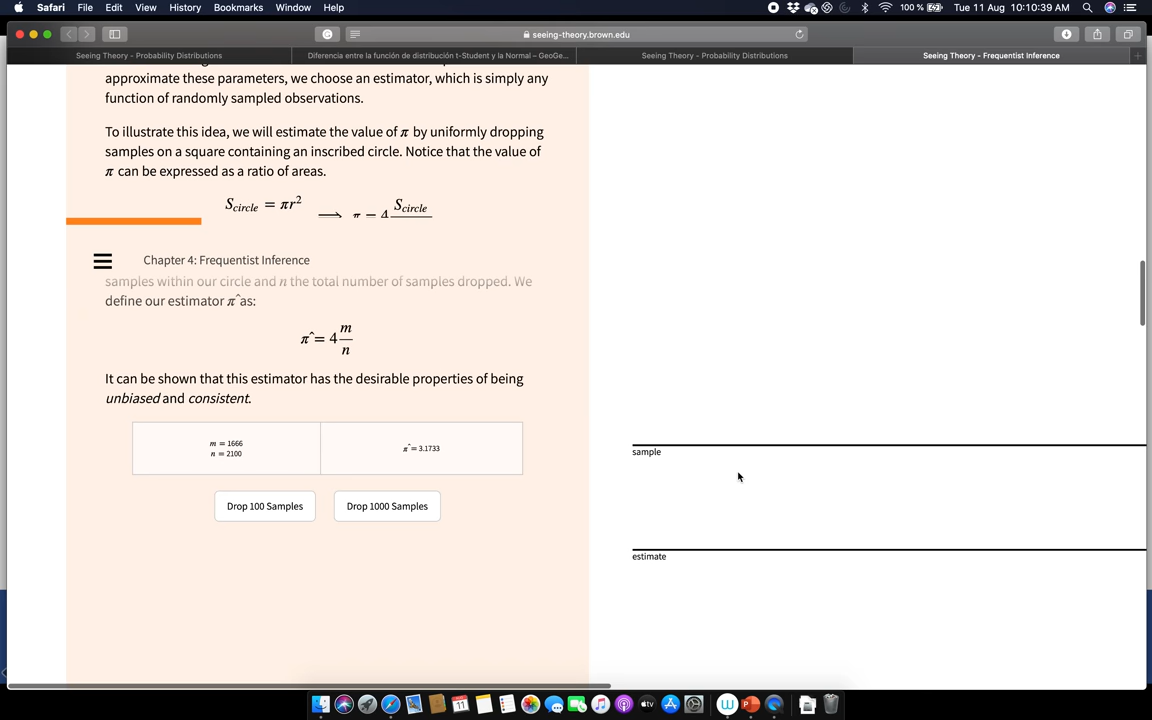 Safari File Edit View History Bookmarks Window Help 100 % Tue 11 Aug 10:10:39 AM
seeing-theory.brown.edu
Seeing Theory - Probability Distributions Diferencia entre la función de distribución t-Student y la Normal – GeoGe... Seeing Theory - Probability Distributions Seeing Theory - Frequentist Inference
approximate these parameters, we choose an estimator, which is simply any
function of randomly sampled observations.
To illustrate this idea, we will estimate the value of π by uniformly dropping
samples on a square containing an inscribed circle. Notice that the value of
π can be expressed as a ratio of areas.
S_circle = πr² ⟹ π = 4 S_circle
Chapter 4: Frequentist Inference
samples within our circle and n the total number of samples dropped. We
define our estimator π̂ as:
π̂ = 4 m/n
It can be shown that this estimator has the desirable properties of being
unbiased and consistent.
m = 1666
n = 2100
π̂ = 3.1733
Drop 100 Samples Drop 1000 Samples
sample
estimate
11